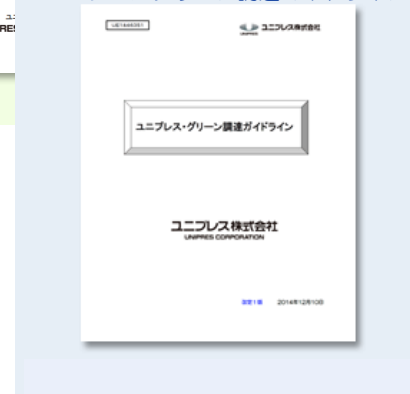 ユニプレス株式会社
UNIPRES
ユニプレス・グリーン調達ガイドライン
ユニプレス株式会社
UNIPRES CORPORATION
2014年12月10日